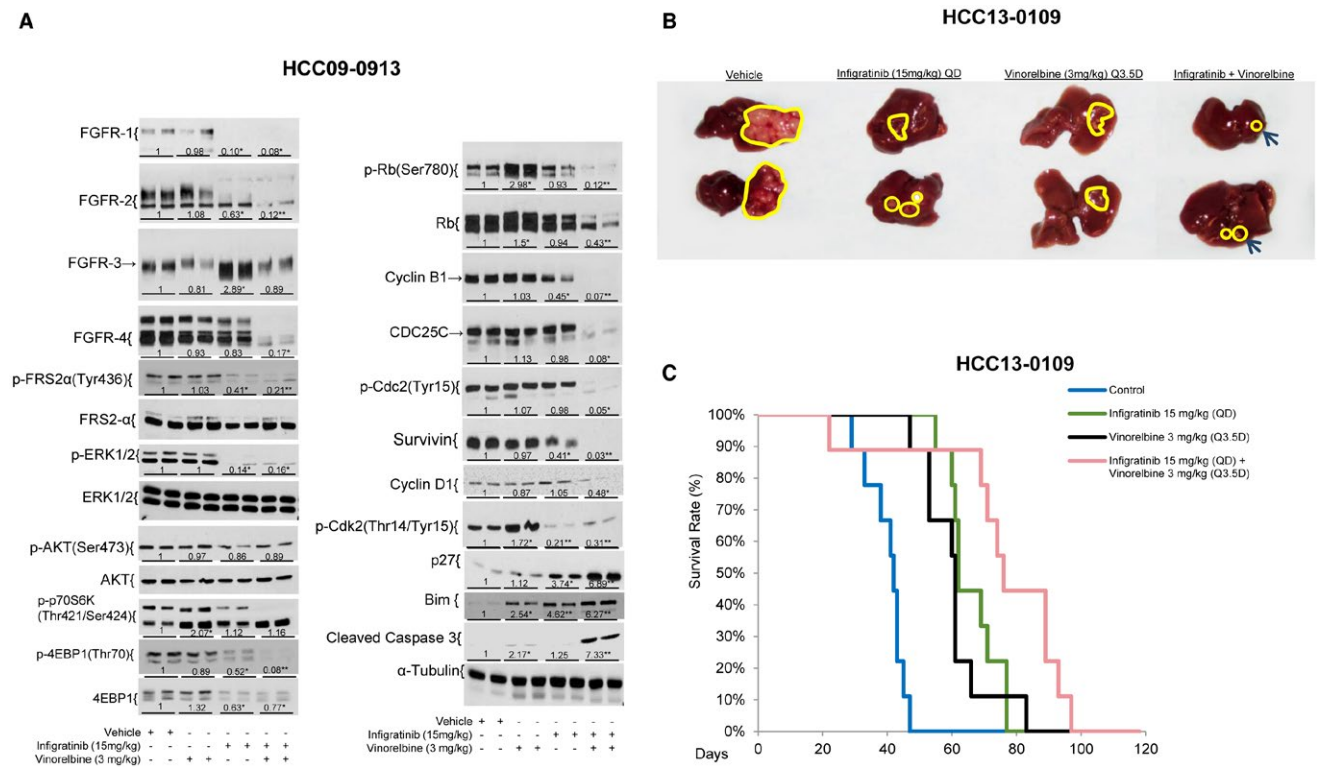 A
HCC09-0913
FGFR-1{
1 0.98 0.10* 0.08*
FGFR-2{
1 1.08 0.63* 0.12**
FGFR-3→
1 0.81 2.89* 0.89
FGFR-4{
1 0.93 0.83 0.17*
p-FRS2α(Tyr436){
1 1.03 0.41* 0.21**
FRS2-α{
p-ERK1/2{
1 1 0.14* 0.16*
ERK1/2{
p-AKT(Ser473){
1 0.97 0.86 0.89
AKT{
p-p70S6K
(Thr421/Ser424){
1 2.07* 1.12 1.16
p-4EBP1(Thr70){
1 0.89 0.52* 0.08**
4EBP1{
1 1.32 0.63* 0.77*
Vehicle + + - - - - - -
Infigratinib (15mg/kg) - - - - + + + +
Vinorelbine (3 mg/kg) - - + + - - + +
p-Rb(Ser780){
1 2.98* 0.93 0.12**
Rb{
1 1.5* 0.94 0.43**
Cyclin B1→
1 1.03 0.45* 0.07**
CDC25C→
1 1.13 0.98 0.08*
p-Cdc2(Tyr15){
1 1.07 0.98 0.05*
Survivin{
1 0.97 0.41* 0.03**
Cyclin D1{
1 0.87 1.05 0.48*
p-Cdk2(Thr14/Tyr15){
1 1.72* 0.21** 0.31**
p27{
1 1.12 3.74* 6.89**
Bim {
1 2.54* 4.62** 6.27**
Cleaved Caspase 3{
1 2.17* 1.25 7.33**
α-Tubulin{
Vehicle + + - - - - - -
Infigratinib (15mg/kg) - - - - + + + +
Vinorelbine (3 mg/kg) - - + + - - + +
B
HCC13-0109
Vehicle Infigratinib (15mg/kg) QD Vinorelbine (3mg/kg) Q3.5D Infigratinib + Vinorelbine
C
HCC13-0109
Control
Infigratinib 15 mg/kg (QD)
Vinorelbine 3 mg/kg (Q3.5D)
Infigratinib 15 mg/kg (QD) +
Vinorelbine 3 mg/kg (Q3.5D)
Survival Rate (%)
100%
90%
80%
70%
60%
50%
40%
30%
20%
10%
0%
0 20 40 60 80 100 120
Days